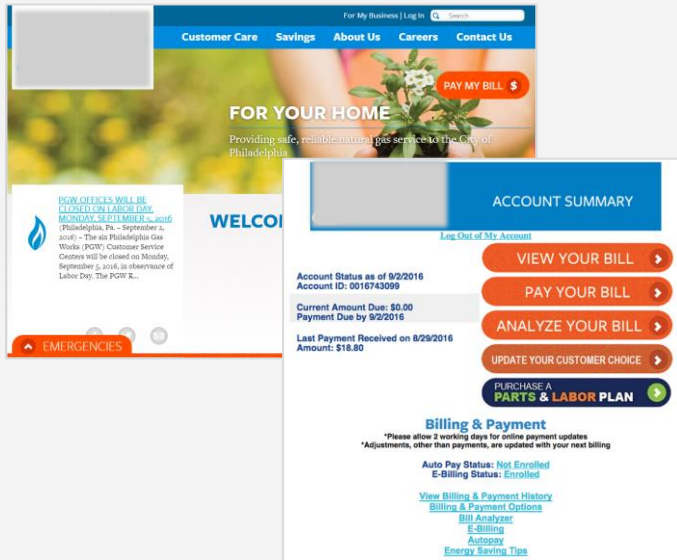 For My Business | Log In Search
Customer Care Savings About Us Careers Contact Us
PAY MY BILL $
FOR YOUR HOME
Providing safe, reliable natural gas service to the City of
Philadelphia
PGW OFFICES WILL BE
CLOSED ON LABOR DAY,
MONDAY, SEPTEMBER 5, 2016
(Philadelphia, Pa. – September 2,
2016) – The six Philadelphia Gas
Works (PGW) Customer Service
Centers will be closed on Monday,
September 5, 2016, in observance of
Labor Day. The PGW R...
WELCO
EMERGENCIES
ACCOUNT SUMMARY
Log Out of My Account
VIEW YOUR BILL
PAY YOUR BILL
ANALYZE YOUR BILL
UPDATE YOUR CUSTOMER CHOICE
PURCHASE A
PARTS & LABOR PLAN
Account Status as of 9/2/2016
Account ID: 0016743099
Current Amount Due: $0.00
Payment Due by 9/2/2016
Last Payment Received on 8/29/2016
Amount: $18.80
Billing & Payment
*Please allow 2 working days for online payment updates
*Adjustments, other than payments, are updated with your next billing
Auto Pay Status: Not Enrolled
E-Billing Status: Enrolled
View Billing & Payment History
Billing & Payment Options
Bill Analyzer
E-Billing
Autopay
Energy Saving Tips